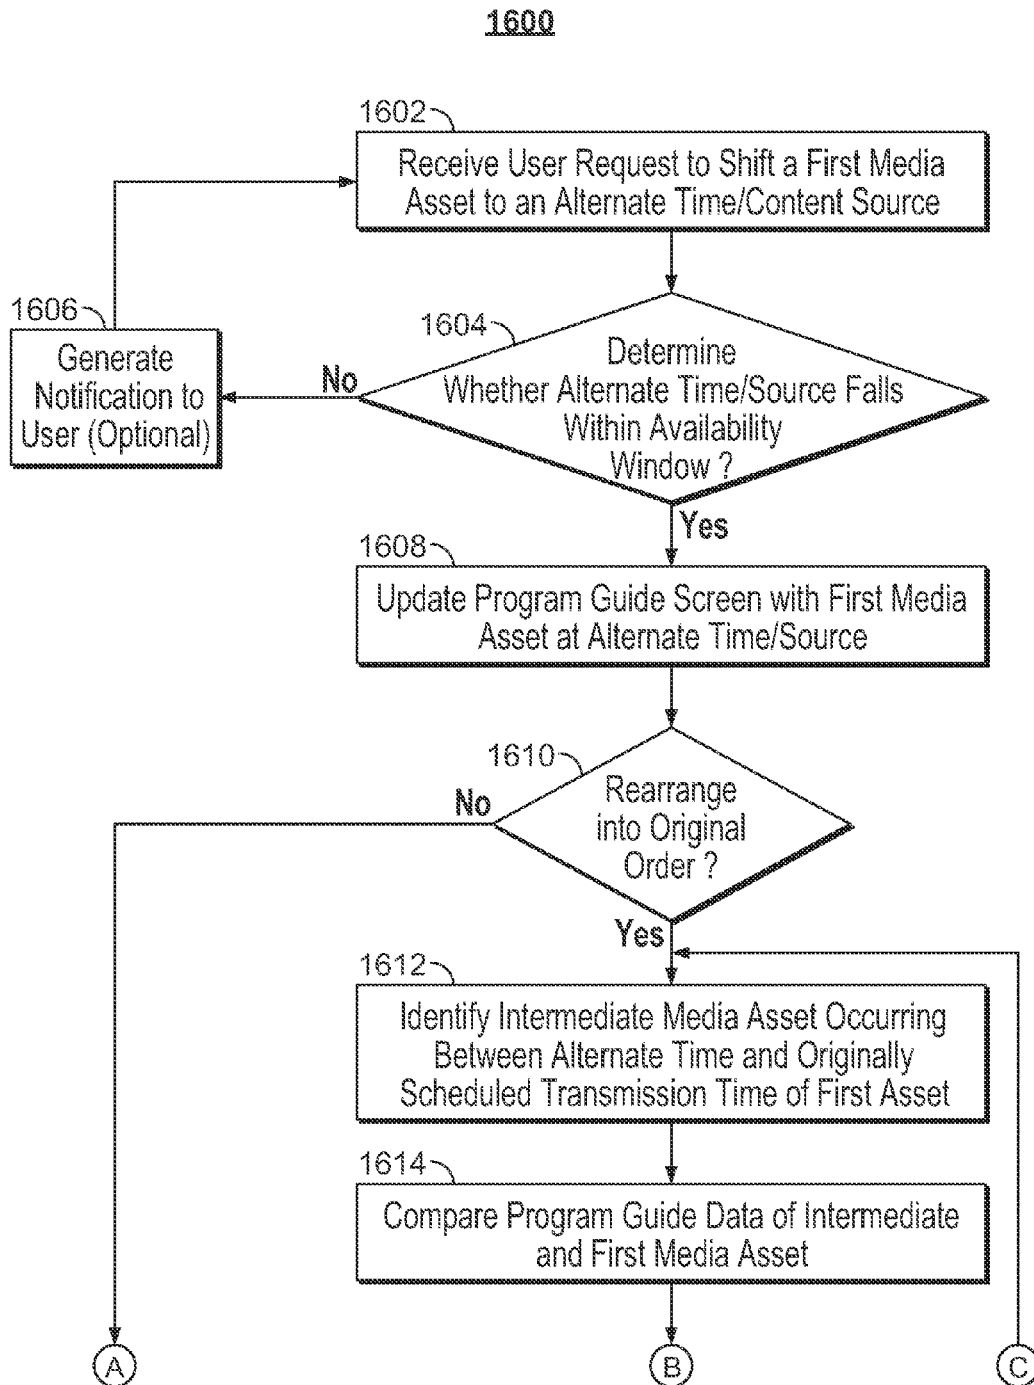 1600
1602
Receive User Request to Shift a First Media
Asset to an Alternate Time/Content Source
1606
Generate
Notification to
User (Optional)
1604
No
Determine
Whether Alternate Time/Source Falls
Within Availability
Window ?
Yes
1608
Update Program Guide Screen with First Media
Asset at Alternate Time/Source
1610
No
Rearrange
into Original
Order ?
Yes
1612
Identify Intermediate Media Asset Occurring
Between Alternate Time and Originally
Scheduled Transmission Time of First Asset
1614
Compare Program Guide Data of Intermediate
and First Media Asset
A
B
C